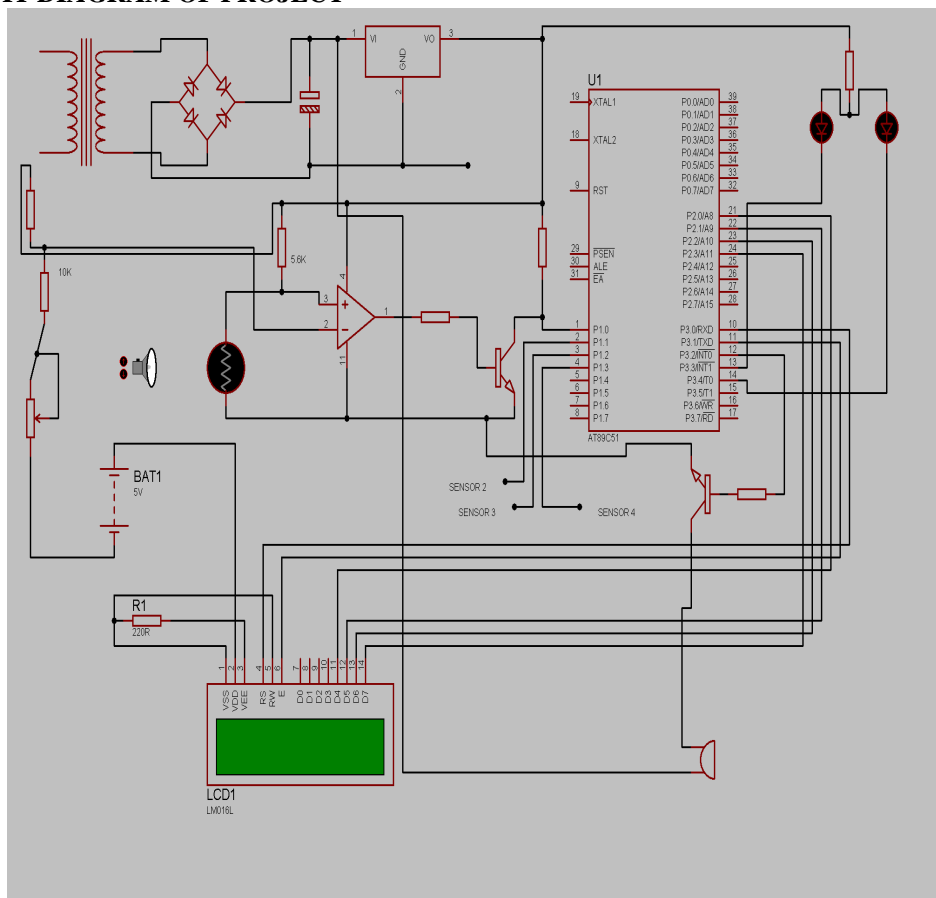 IT DIAGRAM OF PROJECT
1 VI VO 3
GND
2
U1
19 XTAL1
18 XTAL2
9 RST
29 PSEN
30 ALE
31 EA
1 P1.0
2 P1.1
3 P1.2
4 P1.3
5 P1.4
6 P1.5
7 P1.6
8 P1.7
P0.0/AD0 39
P0.1/AD1 38
P0.2/AD2 37
P0.3/AD3 36
P0.4/AD4 35
P0.5/AD5 34
P0.6/AD6 33
P0.7/AD7 32
P2.0/A8 21
P2.1/A9 22
P2.2/A10 23
P2.3/A11 24
P2.4/A12 25
P2.5/A13 26
P2.6/A14 27
P2.7/A15 28
P3.0/RXD 10
P3.1/TXD 11
P3.2/INT0 12
P3.3/INT1 13
P3.4/T0 14
P3.5/T1 15
P3.6/WR 16
P3.7/RD 17
AT89C51
5.6K
10K
4
3
2
1
11
BAT1
5V
SENSOR 2
SENSOR 3
SENSOR 4
R1
220R
1 2 3 4 5 6 7 8 9 10 11 12 13 14
VSS VDD VEE RS RW E D0 D1 D2 D3 D4 D5 D6 D7
LCD1
LM016L